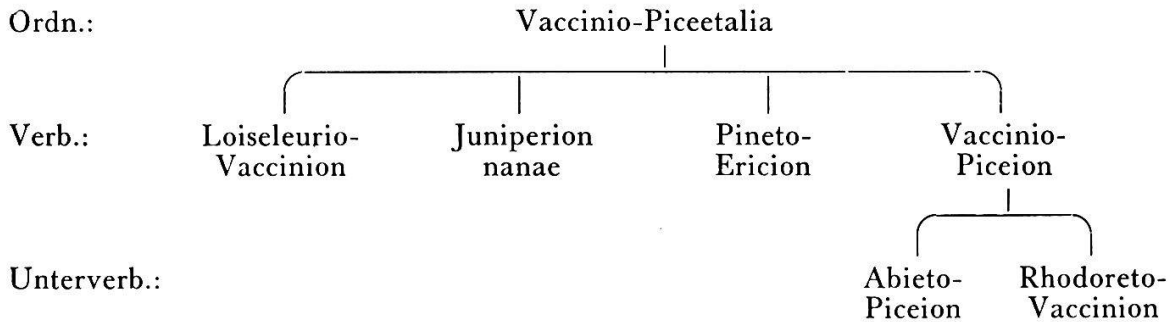 Ordn.: Vaccinio-Piceetalia
Verb.: Loiseleurio- Juniperion Pineto- Vaccinio-
Vaccinion nanae Ericion Piceion
Unterverb.: Abieto- Rhodoreto-
Piceion Vaccinion